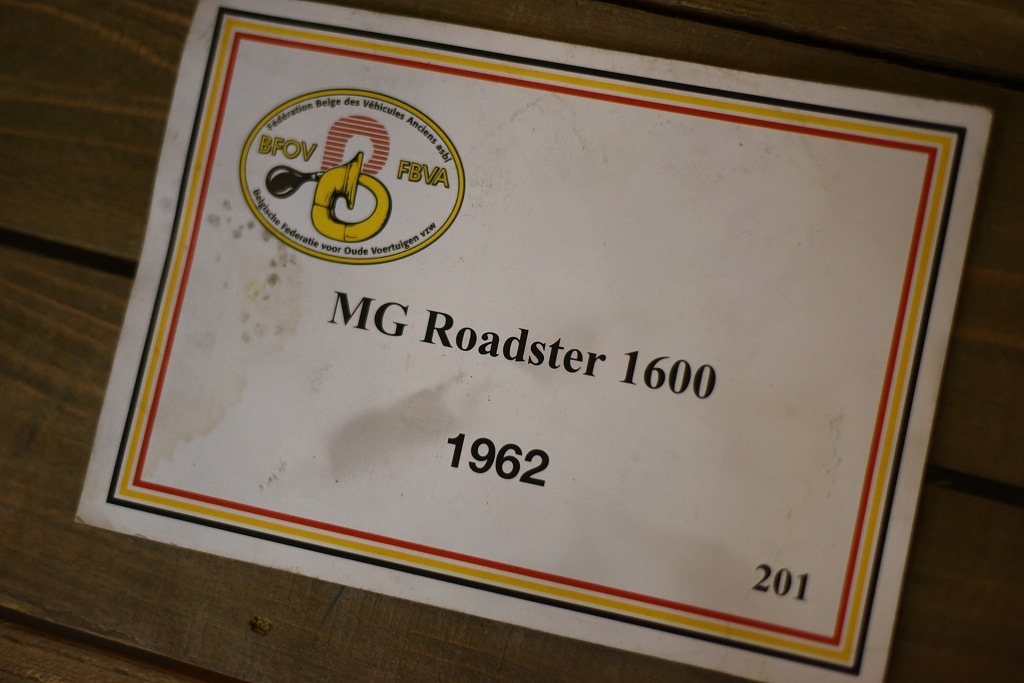 Fédération Belge des Véhicules Anciens asbl
BFOV
FBVA
Belgische Federatie voor Oude Voertuigen vzw
MG Roadster 1600
1962
201